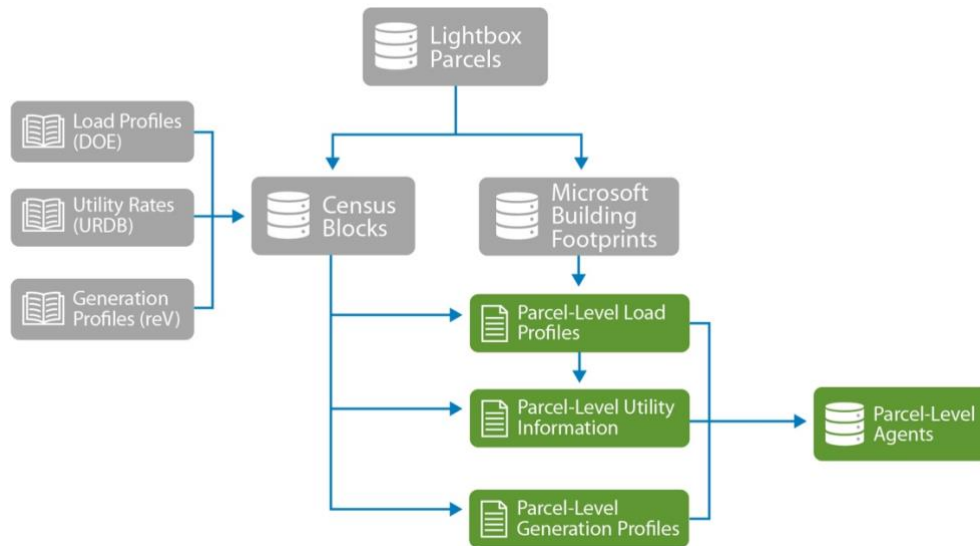 Lightbox
Parcels
Load Profiles
(DOE)
Utility Rates
(URDB)
Generation
Profiles (reV)
Census
Blocks
Microsoft
Building
Footprints
Parcel-Level Load
Profiles
Parcel-Level Utility
Information
Parcel-Level
Generation Profiles
Parcel-Level
Agents